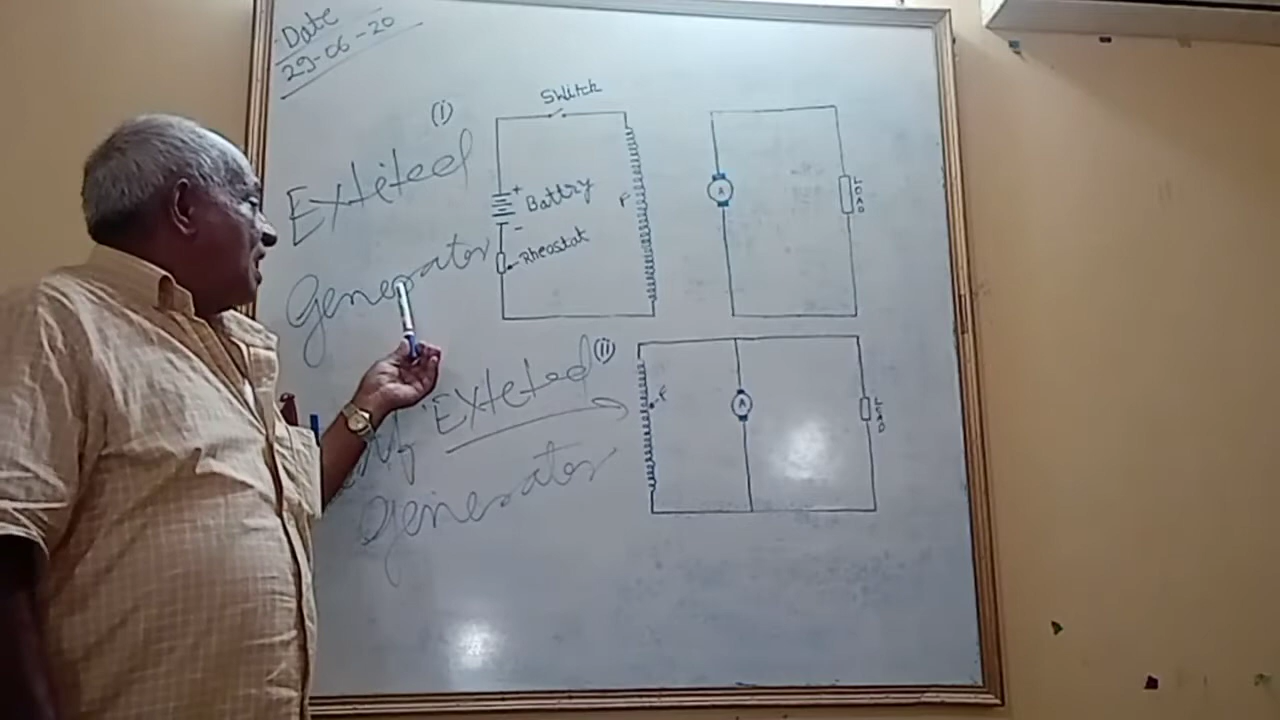 Date
29-06-20
(i)
Exteted
Generator
Switch
+
Battry
-
Rheostat
F
A
LOAD
(ii)
Exteted
generator
F
A
LOAD